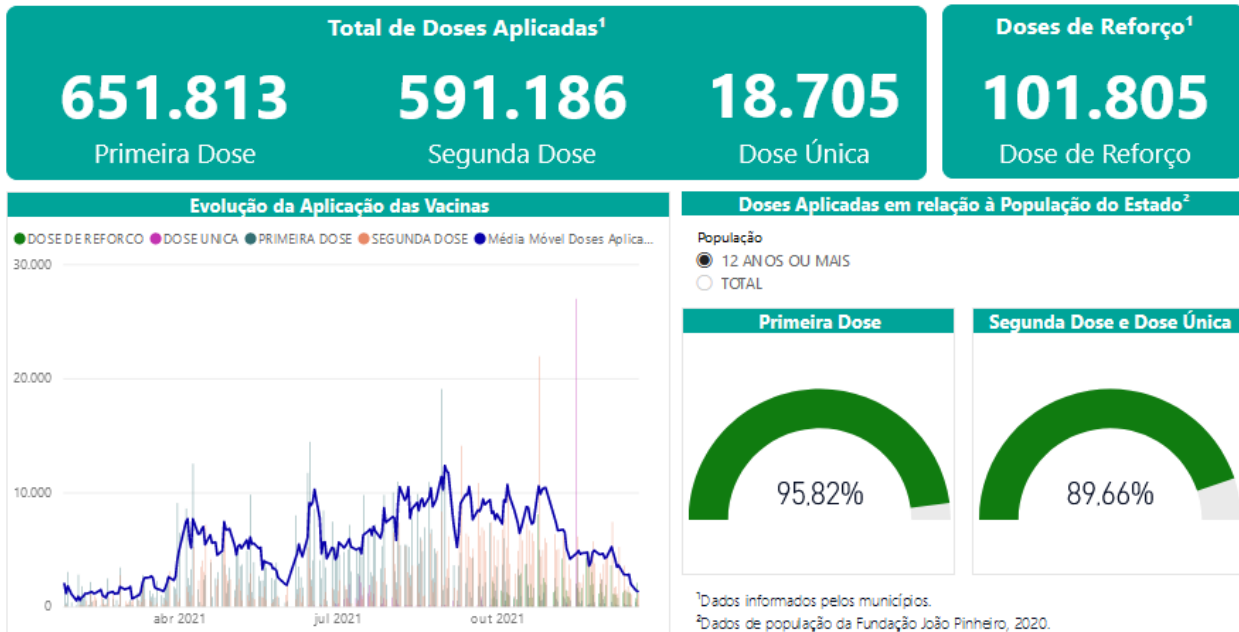 Total de Doses Aplicadas¹
651.813
Primeira Dose
591.186
Segunda Dose
18.705
Dose Única
Doses de Reforço¹
101.805
Dose de Reforço
Evolução da Aplicação das Vacinas
DOSE DE REFORCO DOSE UNICA PRIMEIRA DOSE SEGUNDA DOSE Média Móvel Doses Aplica...
30.000
20.000
10.000
0
abr 2021 jul 2021 out 2021
Doses Aplicadas em relação à População do Estado²
População
12 ANOS OU MAIS
TOTAL
Primeira Dose
95,82%
Segunda Dose e Dose Única
89,66%
¹Dados informados pelos municípios.
²Dados de população da Fundação João Pinheiro, 2020.